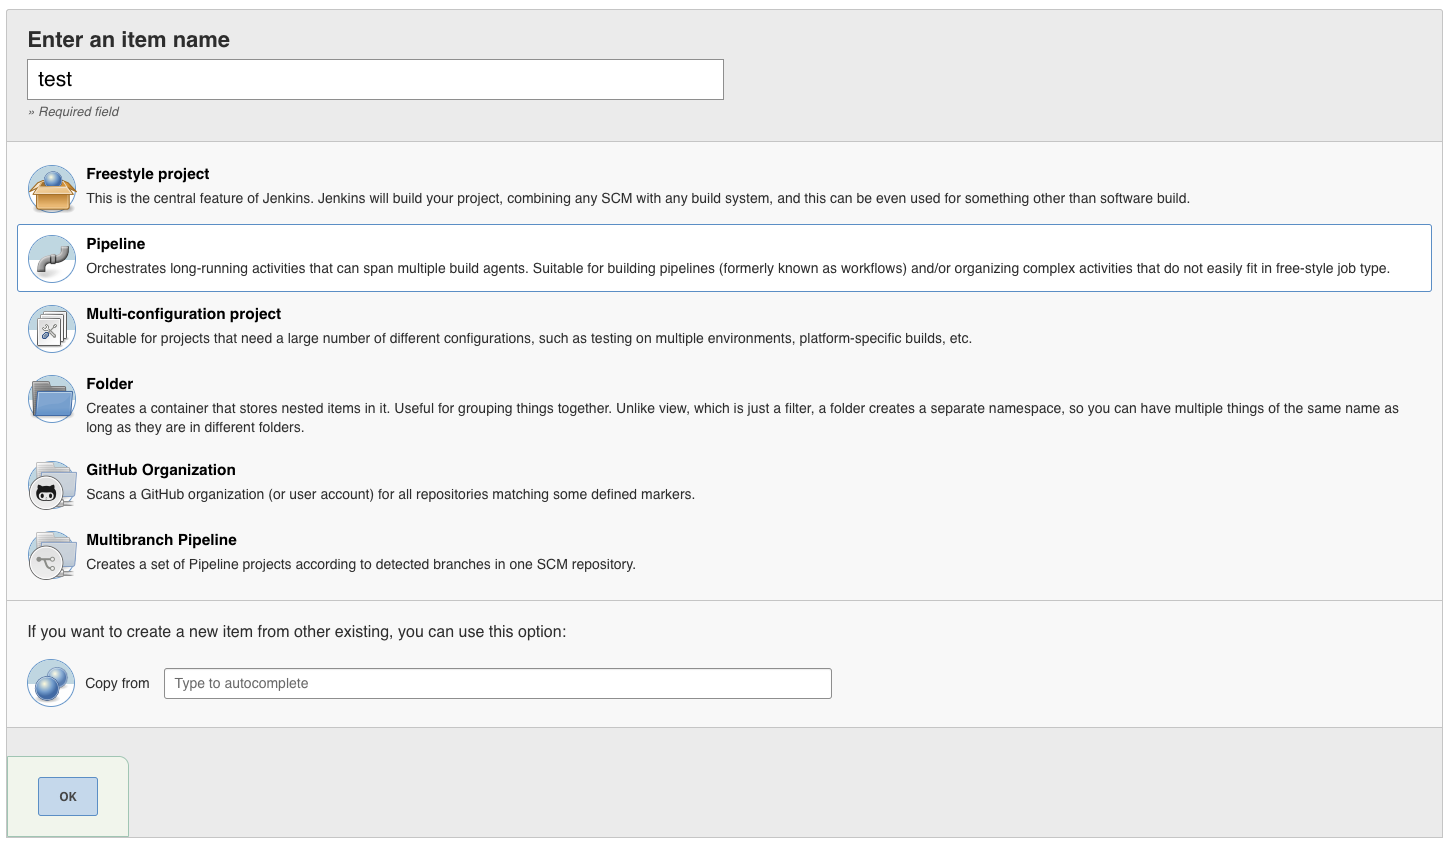 Enter an item name
test
» Required field
Freestyle project
This is the central feature of Jenkins. Jenkins will build your project, combining any SCM with any build system, and this can be even used for something other than software build.
Pipeline
Orchestrates long-running activities that can span multiple build agents. Suitable for building pipelines (formerly known as workflows) and/or organizing complex activities that do not easily fit in free-style job type.
Multi-configuration project
Suitable for projects that need a large number of different configurations, such as testing on multiple environments, platform-specific builds, etc.
Folder
Creates a container that stores nested items in it. Useful for grouping things together. Unlike view, which is just a filter, a folder creates a separate namespace, so you can have multiple things of the same name as
long as they are in different folders.
GitHub Organization
Scans a GitHub organization (or user account) for all repositories matching some defined markers.
Multibranch Pipeline
Creates a set of Pipeline projects according to detected branches in one SCM repository.
If you want to create a new item from other existing, you can use this option:
Copy from
Type to autocomplete
OK